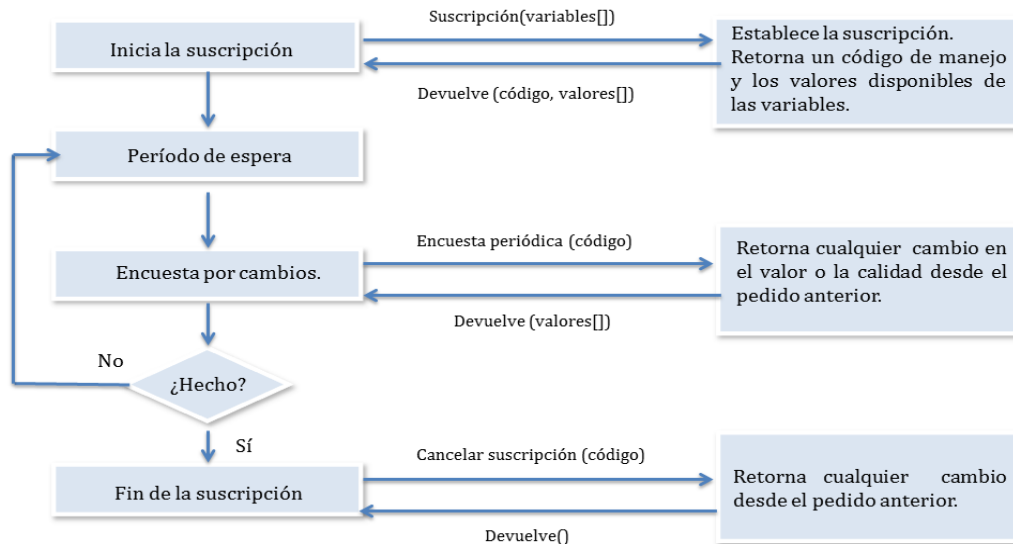 Suscripción(variables[])
Inicia la suscripción
Establece la suscripción.
Retorna un código de manejo
y los valores disponibles de
las variables.
Devuelve (código, valores[])
Período de espera
Encuesta periódica (código)
Encuesta por cambios.
Retorna cualquier cambio en
el valor o la calidad desde el
pedido anterior.
Devuelve (valores[])
No
¿Hecho?
Sí
Cancelar suscripción (código)
Fin de la suscripción
Retorna cualquier cambio
desde el pedido anterior.
Devuelve()